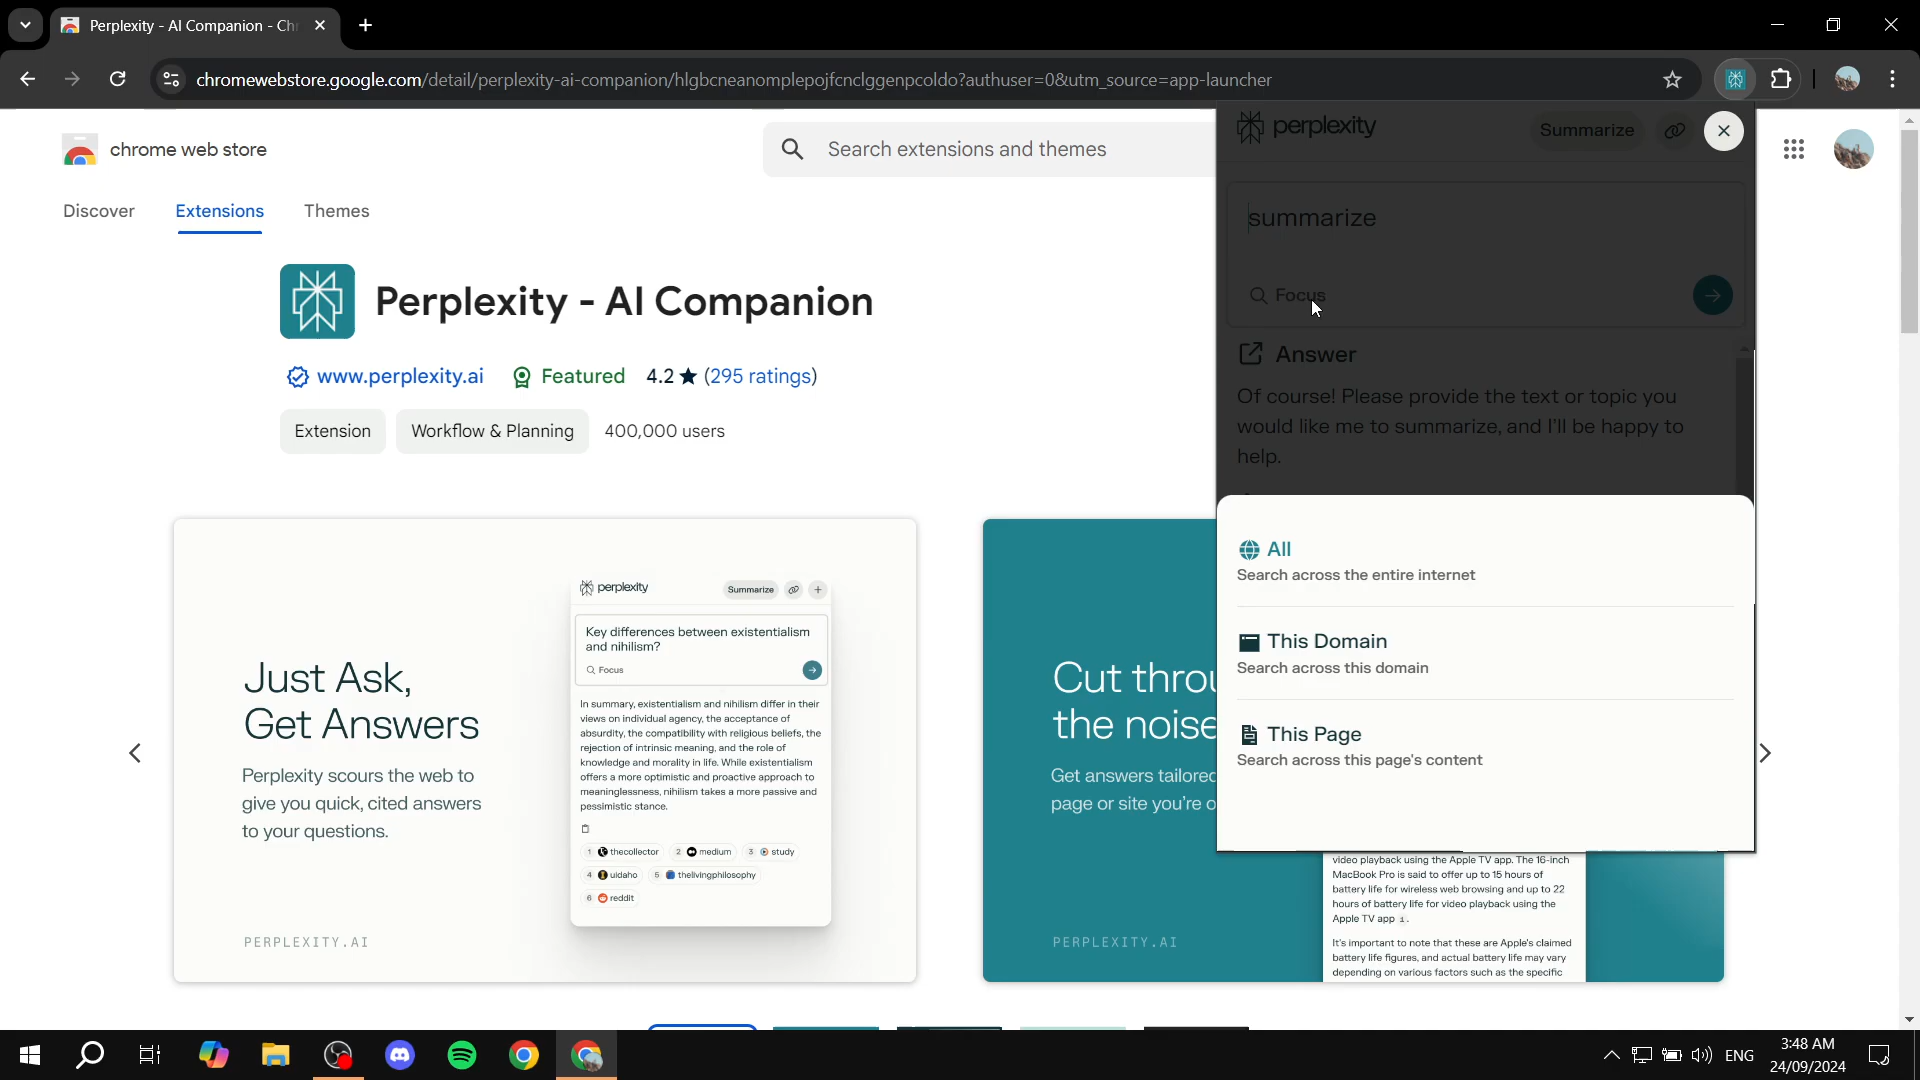 Perplexity - AI Companion - Ch
chromewebstore.google.com/detail/perplexity-ai-companion/hlgbcneanomplepojfcnclggenpcoldo?authuser=0&utm_source=app-launcher
chrome web store
Search extensions and themes
Discover
Extensions
Themes
Perplexity - AI Companion
www.perplexity.ai
Featured
4.2
(295 ratings)
Extension
Workflow & Planning
400,000 users
perplexity
Summarize
summarize
Focus
Answer
Of course! Please provide the text or topic you
would like me to summarize, and I'll be happy to
help.
All
Search across the entire internet
This Domain
Search across this domain
This Page
Search across this page's content
Just Ask,
Get Answers
Perplexity scours the web to
give you quick, cited answers
to your questions.
PERPLEXITY.AI
perplexity
Summarize
Key differences between existentialism
and nihilism?
Focus
In summary, existentialism and nihilism differ in their
views on individual agency, the acceptance of
absurdity, the compatibility with religious beliefs, the
rejection of intrinsic meaning, and the role of
knowledge and morality in life. While existentialism
offers a more optimistic and proactive approach to
meaninglessness, nihilism takes a more passive and
pessimistic stance.
1 thecollector
2 medium
3 study
4 uidaho
5 thelivingphilosophy
6 reddit
Cut throu
the noise
Get answers tailored
page or site you're o
PERPLEXITY.AI
video playback using the Apple TV app. The 16-inch
MacBook Pro is said to offer up to 15 hours of
battery life for wireless web browsing and up to 22
hours of battery life for video playback using the
Apple TV app 1.
It's important to note that these are Apple's claimed
battery life figures, and actual battery life may vary
depending on various factors such as the specific
ENG
3:48 AM
24/09/2024